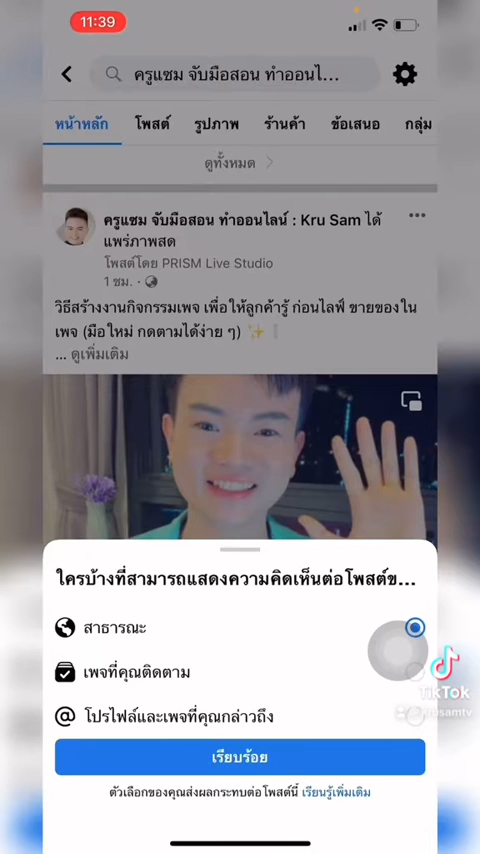 11:39
ครูแซม จับมือสอน ทำออนไ...
หน้าหลัก โพสต์ รูปภาพ ร้านค้า ข้อเสนอ กลุ่ม
ดูทั้งหมด
ครูแซม จับมือสอน ทำออนไลน์ : Kru Sam ได้
แพร่ภาพสด
โพสต์โดย PRISM Live Studio
1 ชม. ·
วิธีสร้างงานกิจกรรมเพจ เพื่อให้ลูกค้ารู้ ก่อนไลฟ์ ขายของใน
เพจ (มือใหม่ กดตามได้ง่าย ๆ)
... ดูเพิ่มเติม
ใครบ้างที่สามารถแสดงความคิดเห็นต่อโพสต์ข...
สาธารณะ
เพจที่คุณติดตาม
TikTok
@ โปรไฟล์และเพจที่คุณกล่าวถึง
เรียบร้อย
ตัวเลือกของคุณส่งผลกระทบต่อโพสต์นี้ เรียนรู้เพิ่มเติม